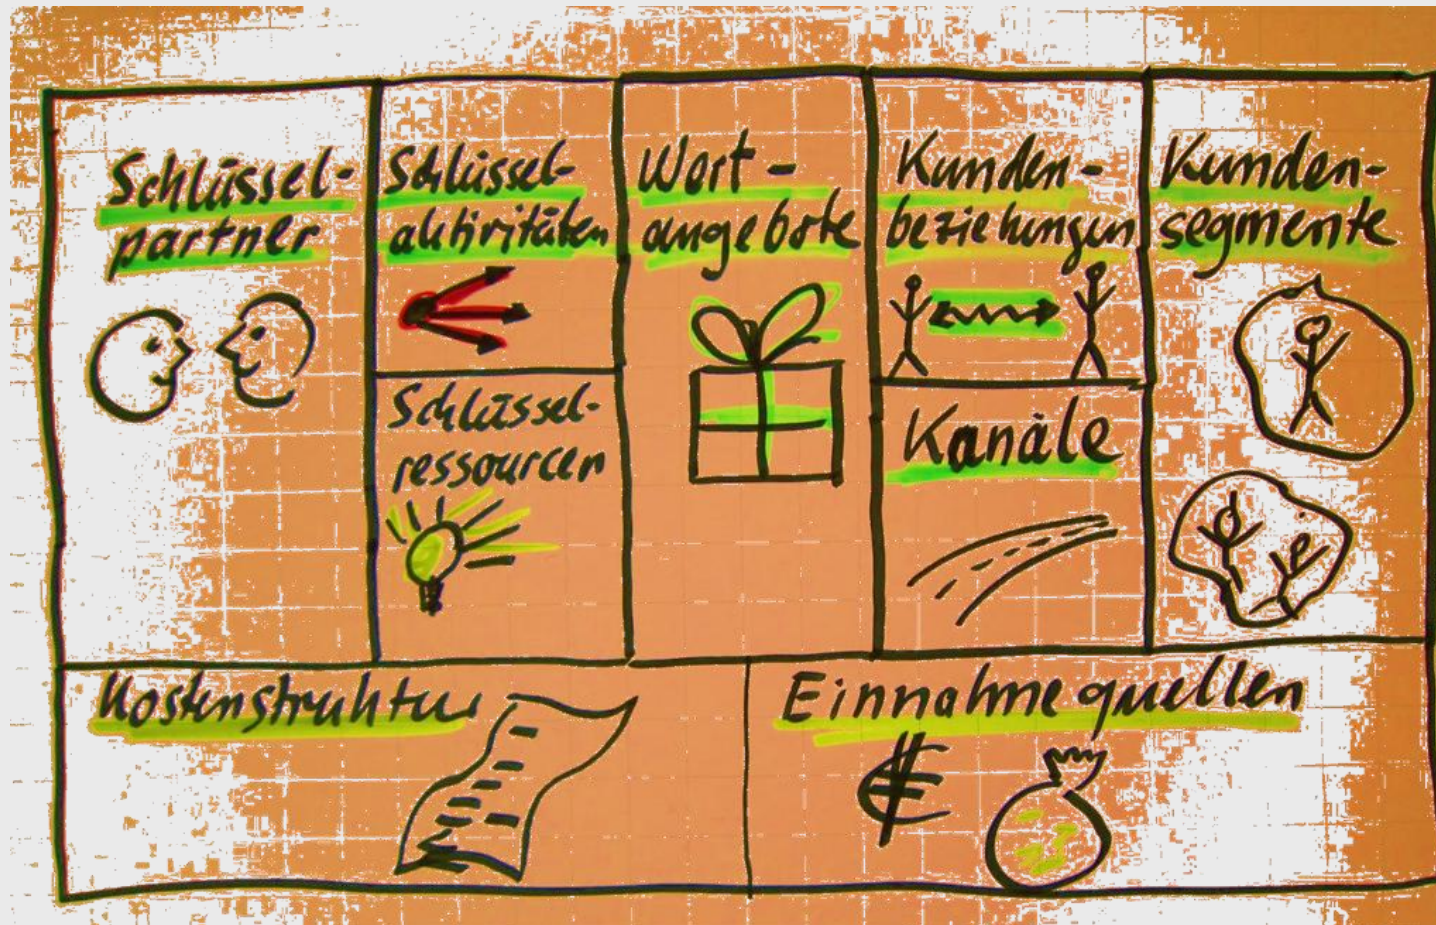 Schlüssel-
partner
Schlüssel-
aktivitäten
Schlüssel-
ressourcen
Wert-
angebote
Kunden-
beziehungen
Kanäle
Kunden-
segmente
Kostenstruktur
Einnahmequellen
€